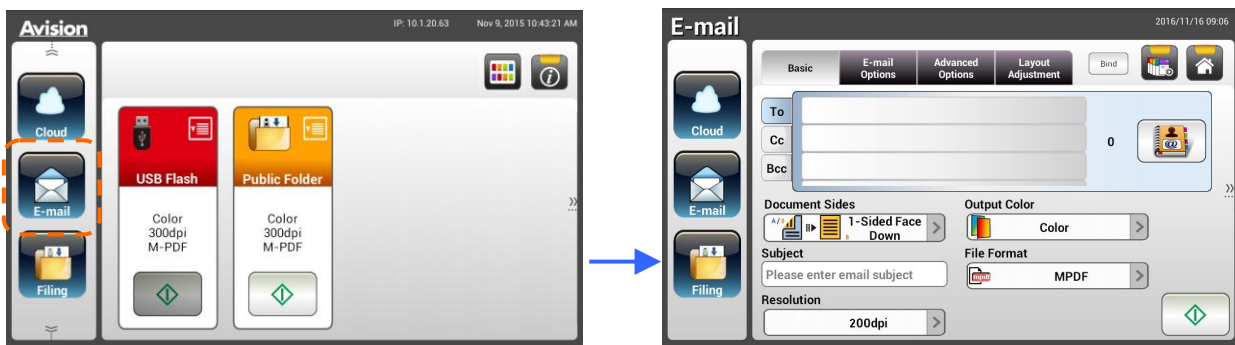 Avision
IP: 10.1.20.63 Nov 9, 2015 10:43:21 AM
Cloud
E-mail
Filing
USB Flash
Color
300dpi
M-PDF
Public Folder
Color
300dpi
M-PDF
E-mail
2016/11/16 09:06
Cloud
E-mail
Filing
Basic
E-mail
Options
Advanced
Options
Layout
Adjustment
Bind
To
Cc
Bcc
0
Document Sides
1-Sided Face
Down
Output Color
Color
Subject
Please enter email subject
File Format
mpdf
MPDF
Resolution
200dpi